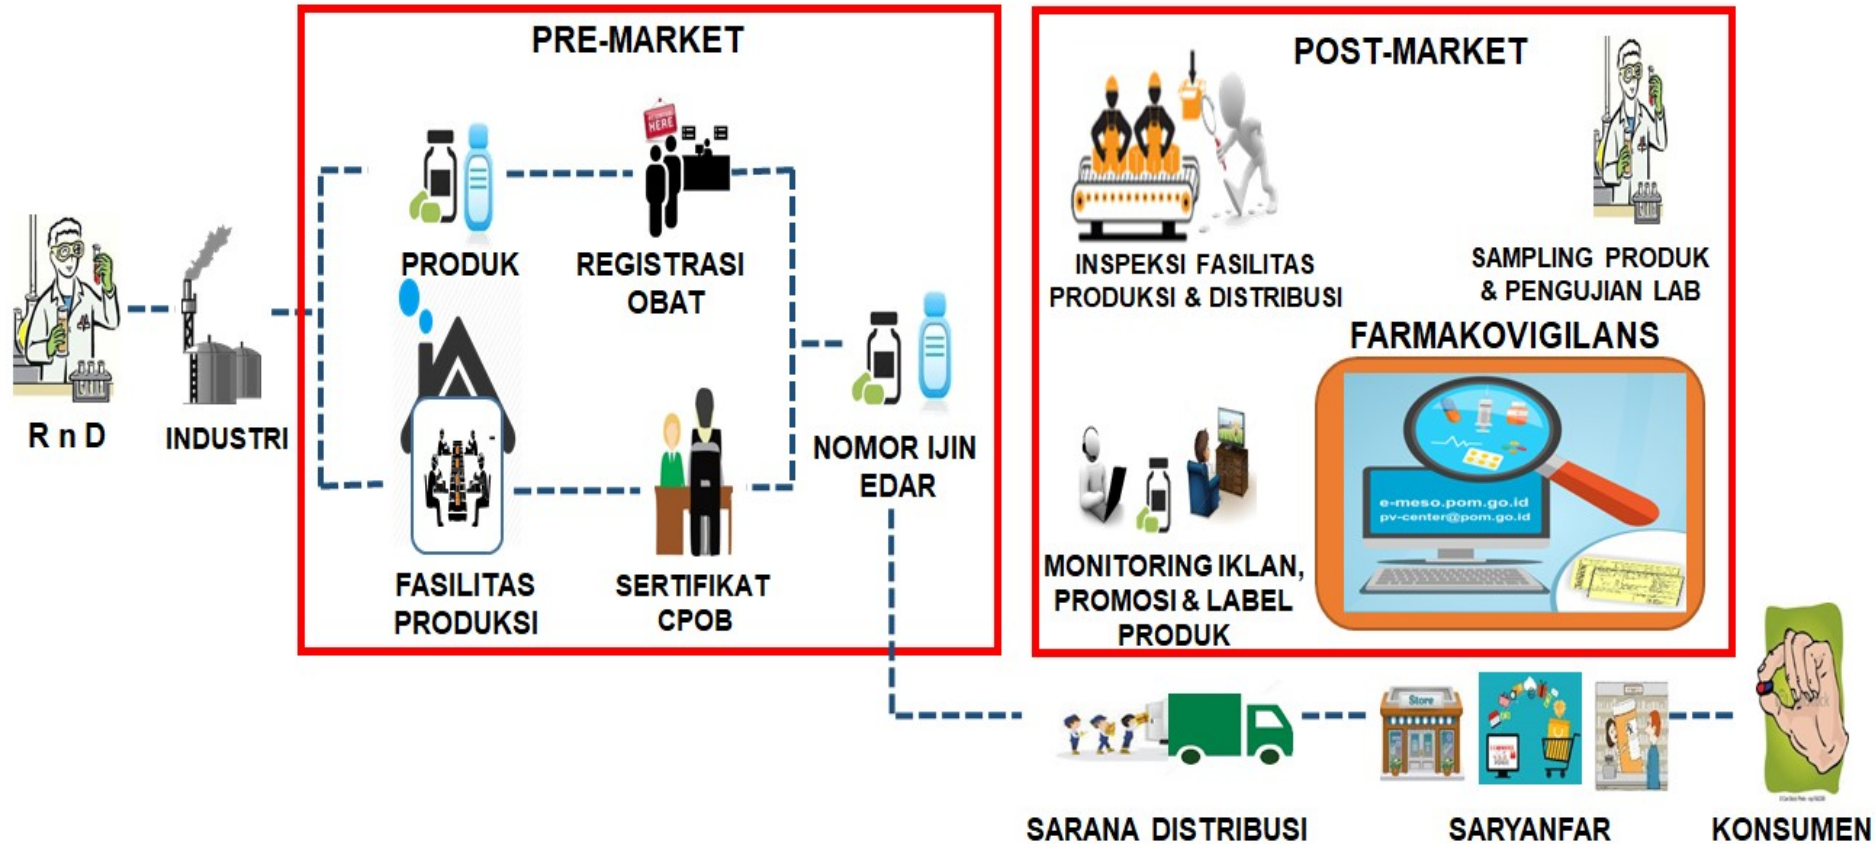 PRE-MARKET
HERE
PRODUK
REGISTRASI
OBAT
R n D
INDUSTRI
FASILITAS
PRODUKSI
SERTIFIKAT
CPOB
NOMOR IJIN
EDAR
POST-MARKET
INSPEKSI FASILITAS
PRODUKSI & DISTRIBUSI
SAMPLING PRODUK
& PENGUJIAN LAB
FARMAKOVIGILANS
e-meso.pom.go.id
pv-center@pom.go.id
MONITORING IKLAN,
PROMOSI & LABEL
PRODUK
Store
SARANA DISTRIBUSI
SARYANFAR
KONSUMEN